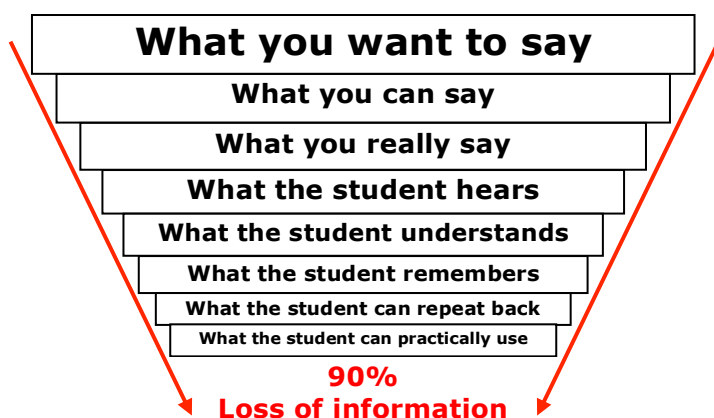 What you want to say
What you can say
What you really say
What the student hears
What the student understands
What the student remembers
What the student can repeat back
What the student can practically use
90%
Loss of information